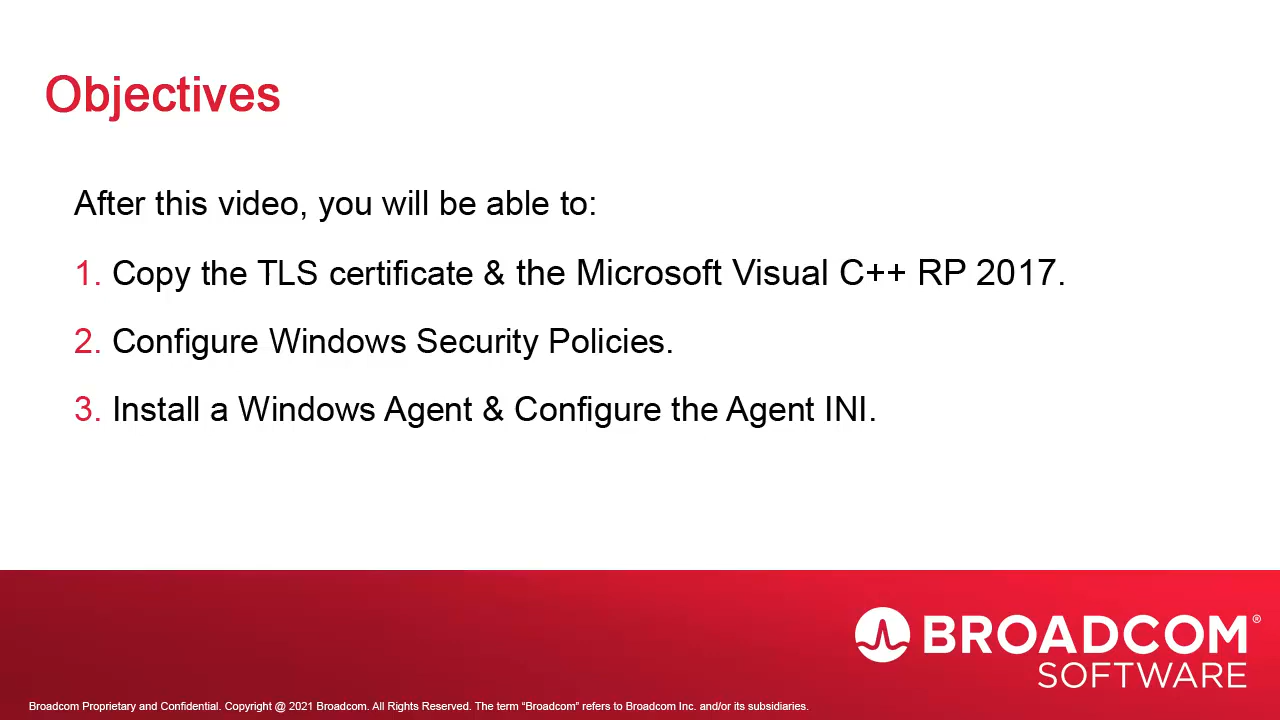 Objectives
After this video, you will be able to:
1. Copy the TLS certificate & the Microsoft Visual C++ RP 2017.
2. Configure Windows Security Policies.
3. Install a Windows Agent & Configure the Agent INI.
BROADCOM®
SOFTWARE
Broadcom Proprietary and Confidential. Copyright @ 2021 Broadcom. All Rights Reserved. The term “Broadcom” refers to Broadcom Inc. and/or its subsidiaries.